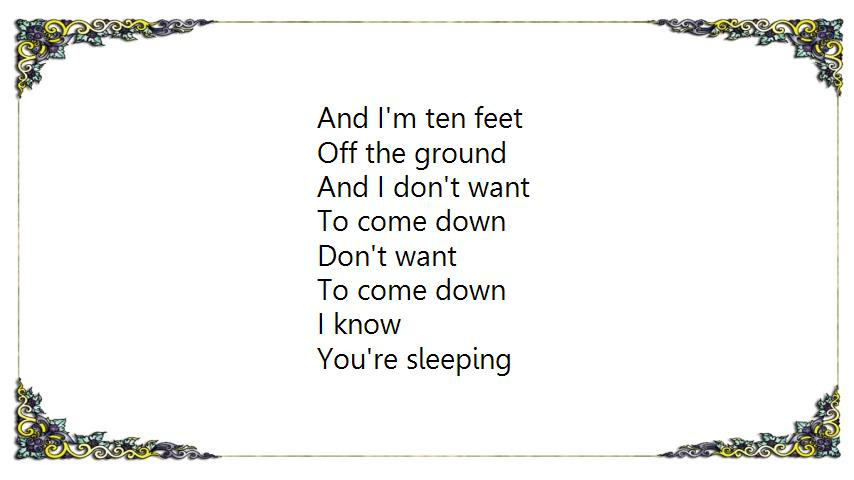 And I'm ten feet
Off the ground
And I don't want
To come down
Don't want
To come down
I know
You're sleeping